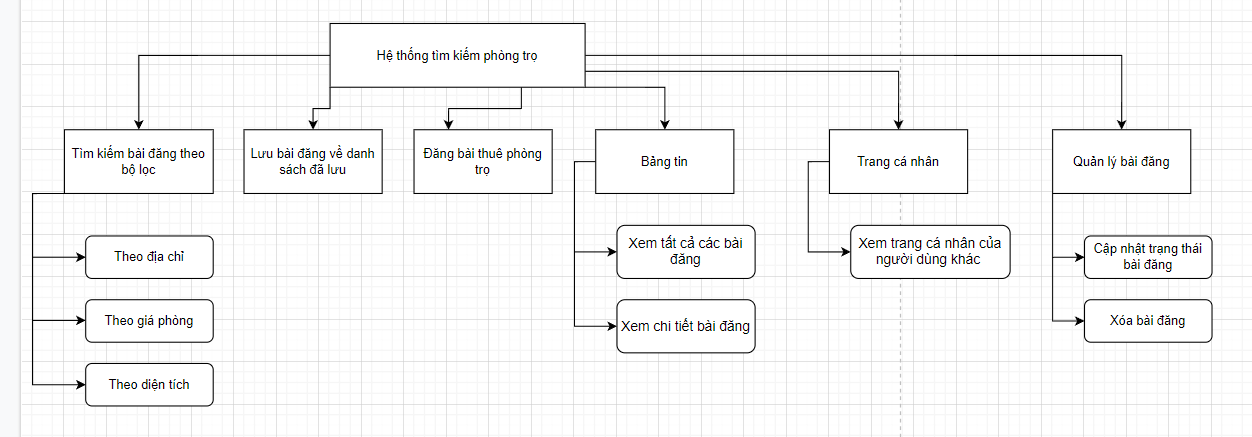 Hệ thống tìm kiếm phòng trọ
Tìm kiếm bài đăng theo
bộ lọc
Lưu bài đăng về danh
sách đã lưu
Đăng bài thuê phòng
trọ
Bảng tin
Trang cá nhân
Quản lý bài đăng
Theo địa chỉ
Theo giá phòng
Theo diện tích
Xem tất cả các bài
đăng
Xem chi tiết bài đăng
Xem trang cá nhân của
người dùng khác
Cập nhật trạng thái
bài đăng
Xóa bài đăng